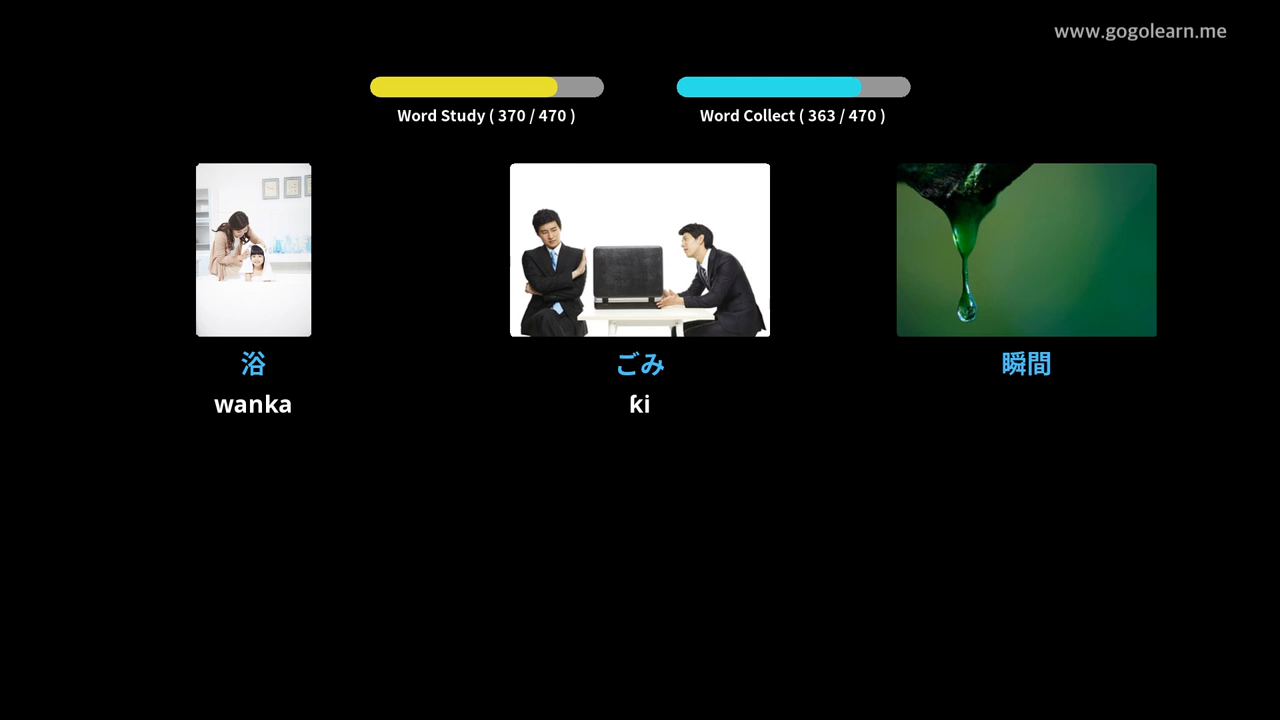 www.gogolearn.me
Word Study ( 370 / 470 )
Word Collect ( 363 / 470 )
浴
ごみ
瞬間
wanka
ƙi